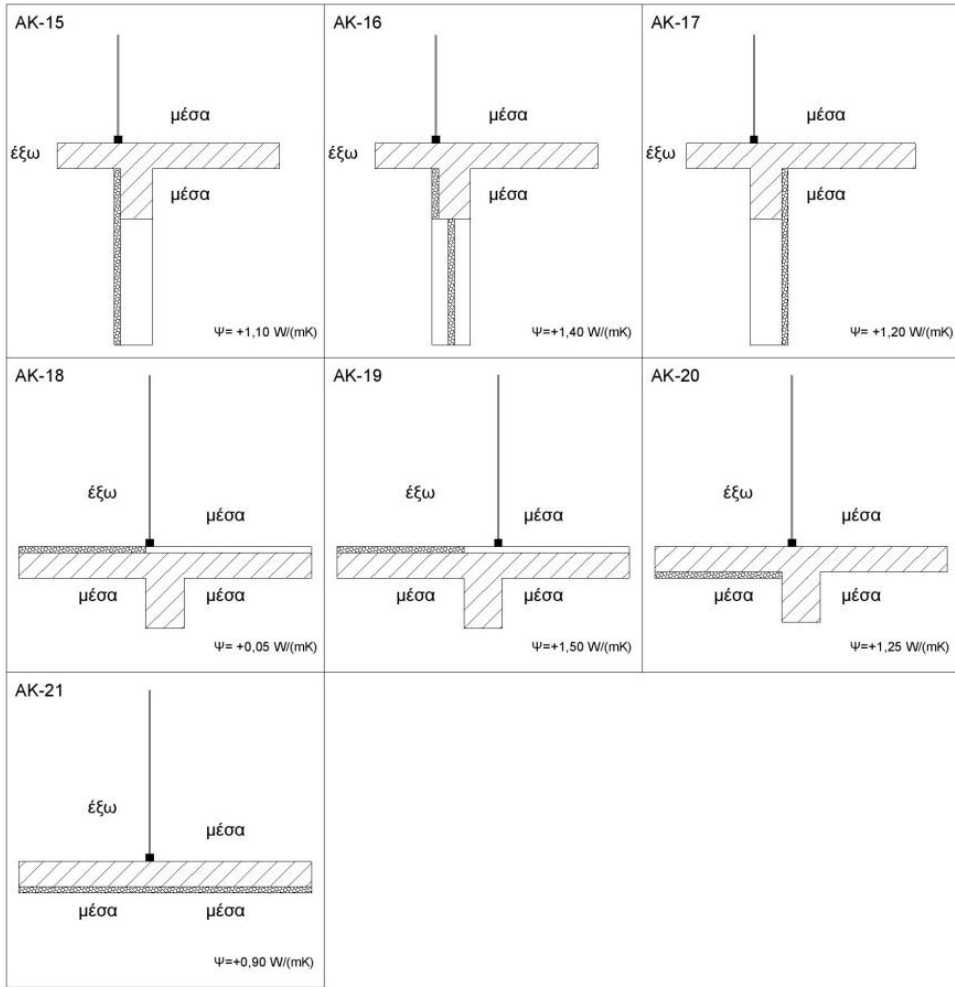 AK-15
μέσα
έξω
μέσα
Ψ= +1,10 W/(mK)
AK-16
μέσα
έξω
μέσα
Ψ=+1,40 W/(mK)
AK-17
μέσα
έξω
μέσα
Ψ= +1,20 W/(mK)
AK-18
έξω
μέσα
μέσα
μέσα
Ψ= +0,05 W/(mK)
AK-19
έξω
μέσα
μέσα
μέσα
Ψ=+1,50 W/(mK)
AK-20
έξω
μέσα
μέσα
μέσα
Ψ=+1,25 W/(mK)
AK-21
έξω
μέσα
μέσα
μέσα
Ψ=+0,90 W/(mK)